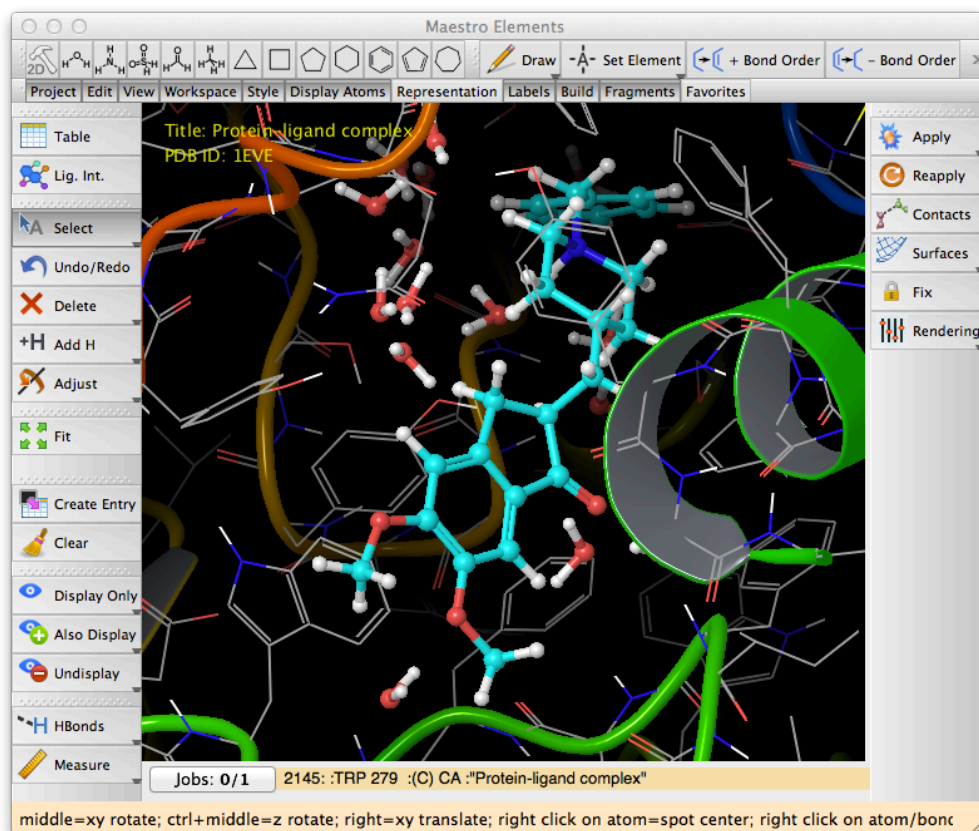 Maestro Elements
2D H O H H N H H O S H O O H H H N H H H Draw -A- Set Element + Bond Order - Bond Order
Project Edit View Workspace Style Display Atoms Representation Labels Build Fragments Favorites
Title: Protein-ligand complex
PDB ID: 1EVE
Table
Lig. Int.
A Select
Undo/Redo
Delete
+H Add H
Adjust
Fit
Create Entry
Clear
Display Only
Also Display
Undisplay
H HBonds
Measure
Apply
Reapply
Contacts
Surfaces
Fix
Rendering
Jobs: 0/1 2145: :TRP 279 :(C) CA :"Protein-ligand complex"
middle=xy rotate; ctrl+middle=z rotate; right=xy translate; right click on atom=spot center; right click on atom/bond